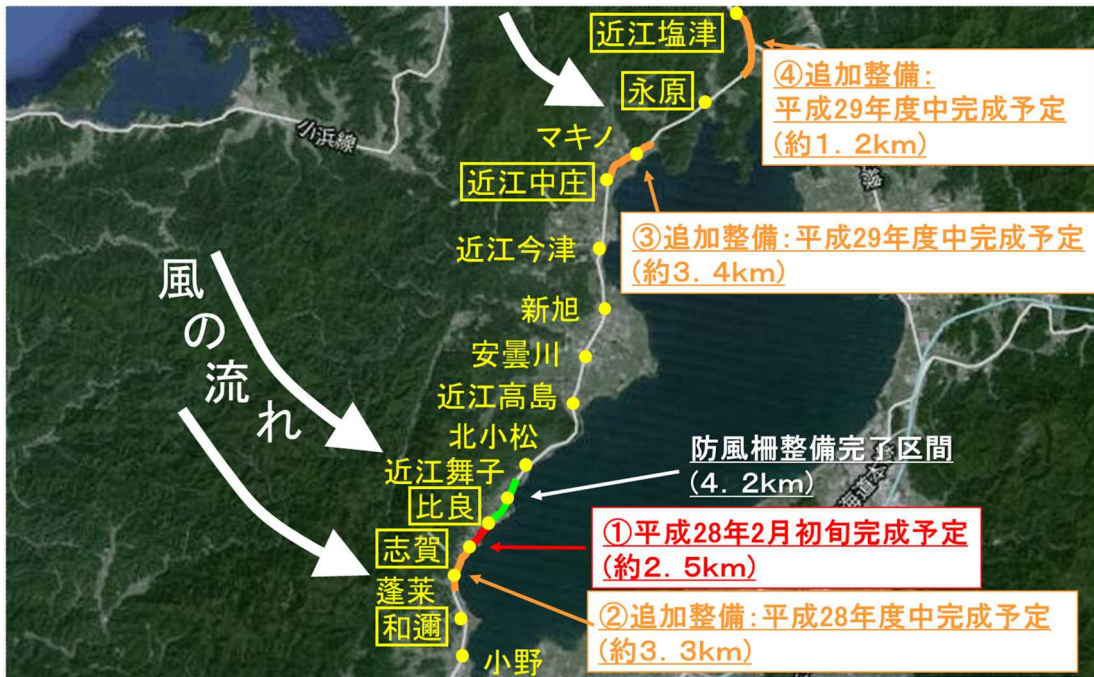 近江塩津
④追加整備:
平成29年度中完成予定
(約1.2km)
永原
小浜線
マキノ
近江中庄
③追加整備:平成29年度中完成予定
(約3.4km)
近江今津
風の流れ
新旭
安曇川
近江高島
北小松
防風柵整備完了区間
(4.2km)
近江舞子
比良
①平成28年2月初旬完成予定
(約2.5km)
志賀
蓬莱
②追加整備:平成28年度中完成予定
(約3.3km)
和邇
小野